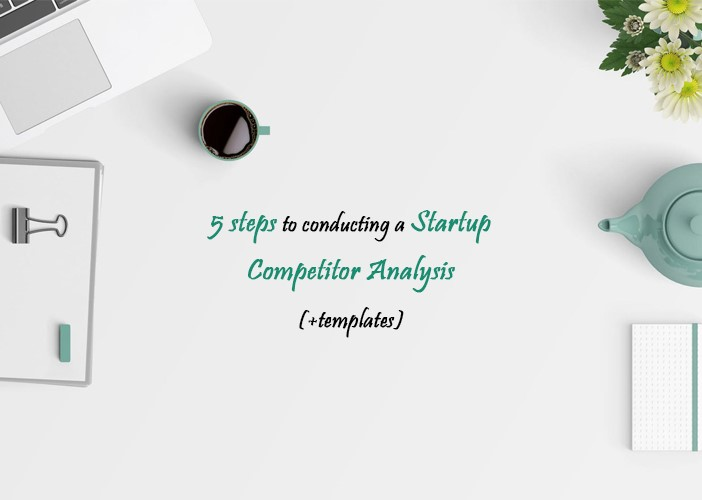 5 steps to conducting a Startup
Competitor Analysis
(+templates)